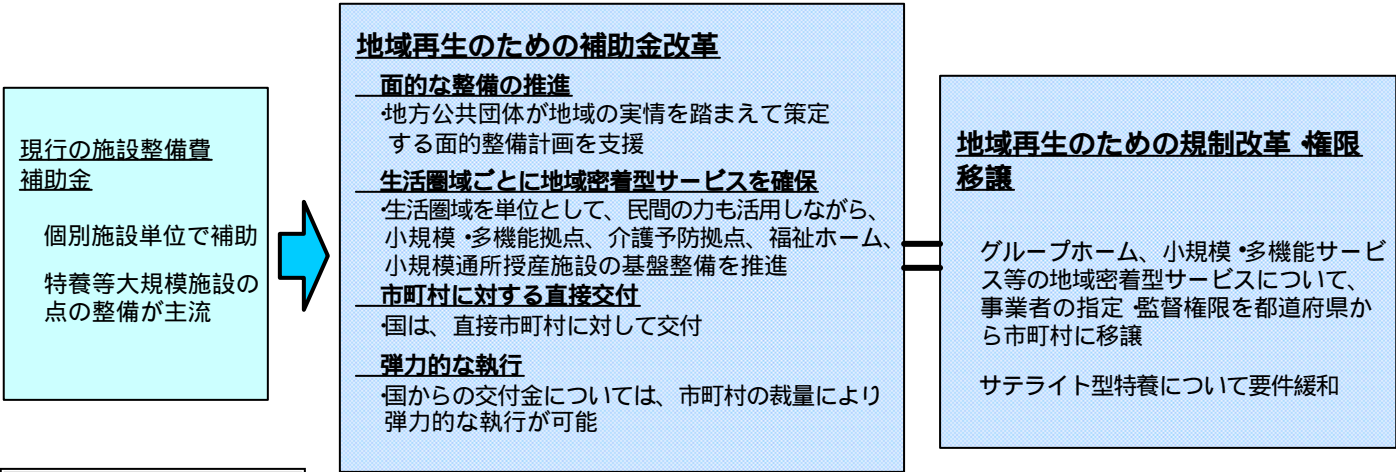 現行の施設整備費
補助金
個別施設単位で補助
特養等大規模施設の
点の整備が主流
地域再生のための補助金改革
面的な整備の推進
・地方公共団体が地域の実情を踏まえて策定
する面的整備計画を支援
生活圏域ごとに地域密着型サービスを確保
・生活圏域を単位として、民間の力も活用しながら、
小規模・多機能拠点、介護予防拠点、福祉ホーム、
小規模通所授産施設の基盤整備を推進
市町村に対する直接交付
・国は、直接市町村に対して交付
弾力的な執行
・国からの交付金については、市町村の裁量により
弾力的な執行が可能
地域再生のための規制改革・権限
移譲
グループホーム、小規模・多機能サービ
ス等の地域密着型サービスについて、
事業者の指定・監督権限を都道府県か
ら市町村に移譲
サテライト型特養について要件緩和